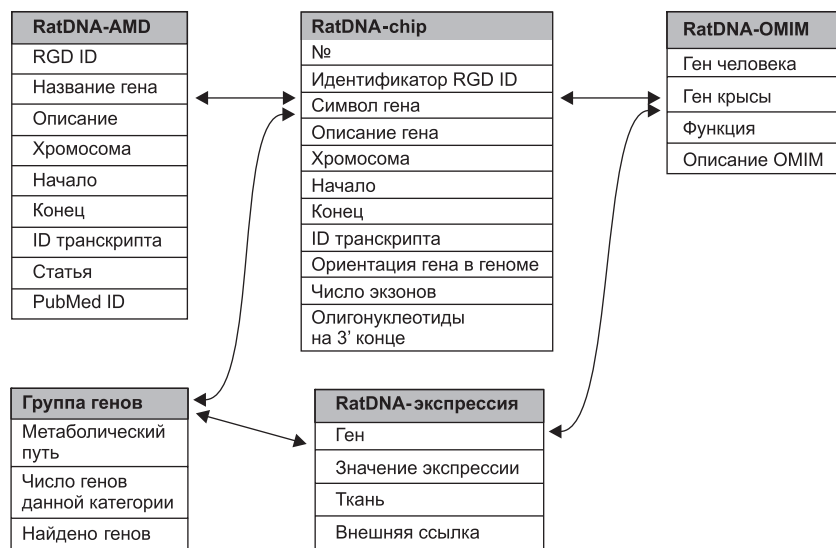 RatDNA-AMD
RGD ID
Название гена
Описание
Хромосома
Начало
Конец
ID транскрипта
Статья
PubMed ID
RatDNA-chip
№
Идентификатор RGD ID
Символ гена
Описание гена
Хромосома
Начало
Конец
ID транскрипта
Ориентация гена в геноме
Число экзонов
Олигонуклеотиды
на 3’ конце
RatDNA-OMIM
Ген человека
Ген крысы
Функция
Описание OMIM
Группа генов
Метаболический
путь
Число генов
данной категории
Найдено генов
RatDNA-экспрессия
Ген
Значение экспрессии
Ткань
Внешняя ссылка